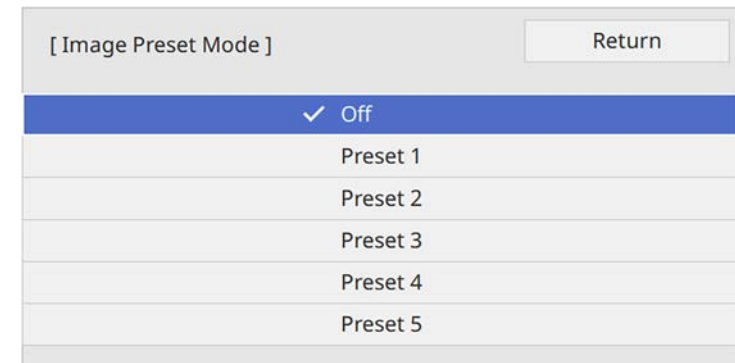 [ Image Preset Mode ]
Return
✓ Off
Preset 1
Preset 2
Preset 3
Preset 4
Preset 5